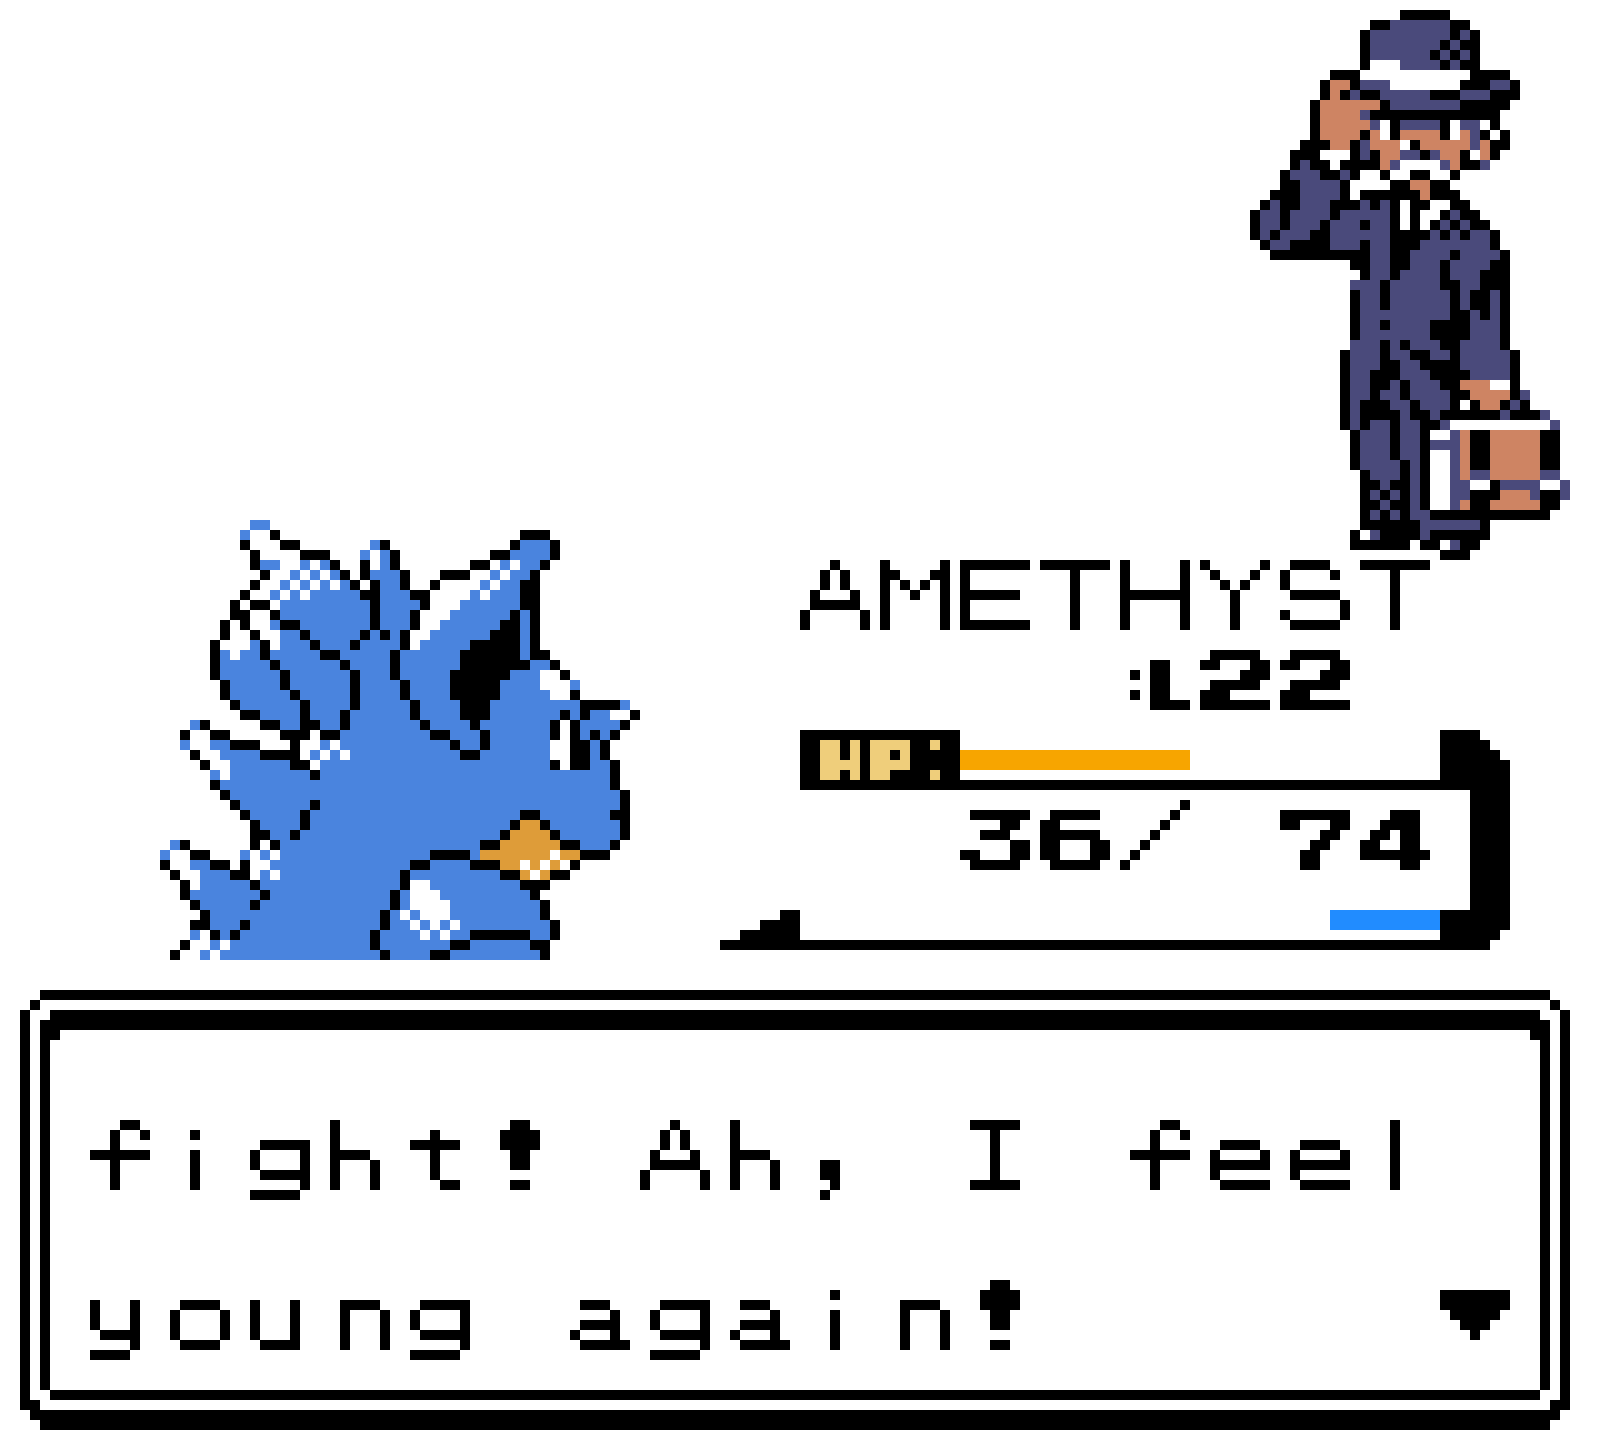 AMETHYST
:L22
HP:
36/ 74
fight! Ah, I feel
young again!